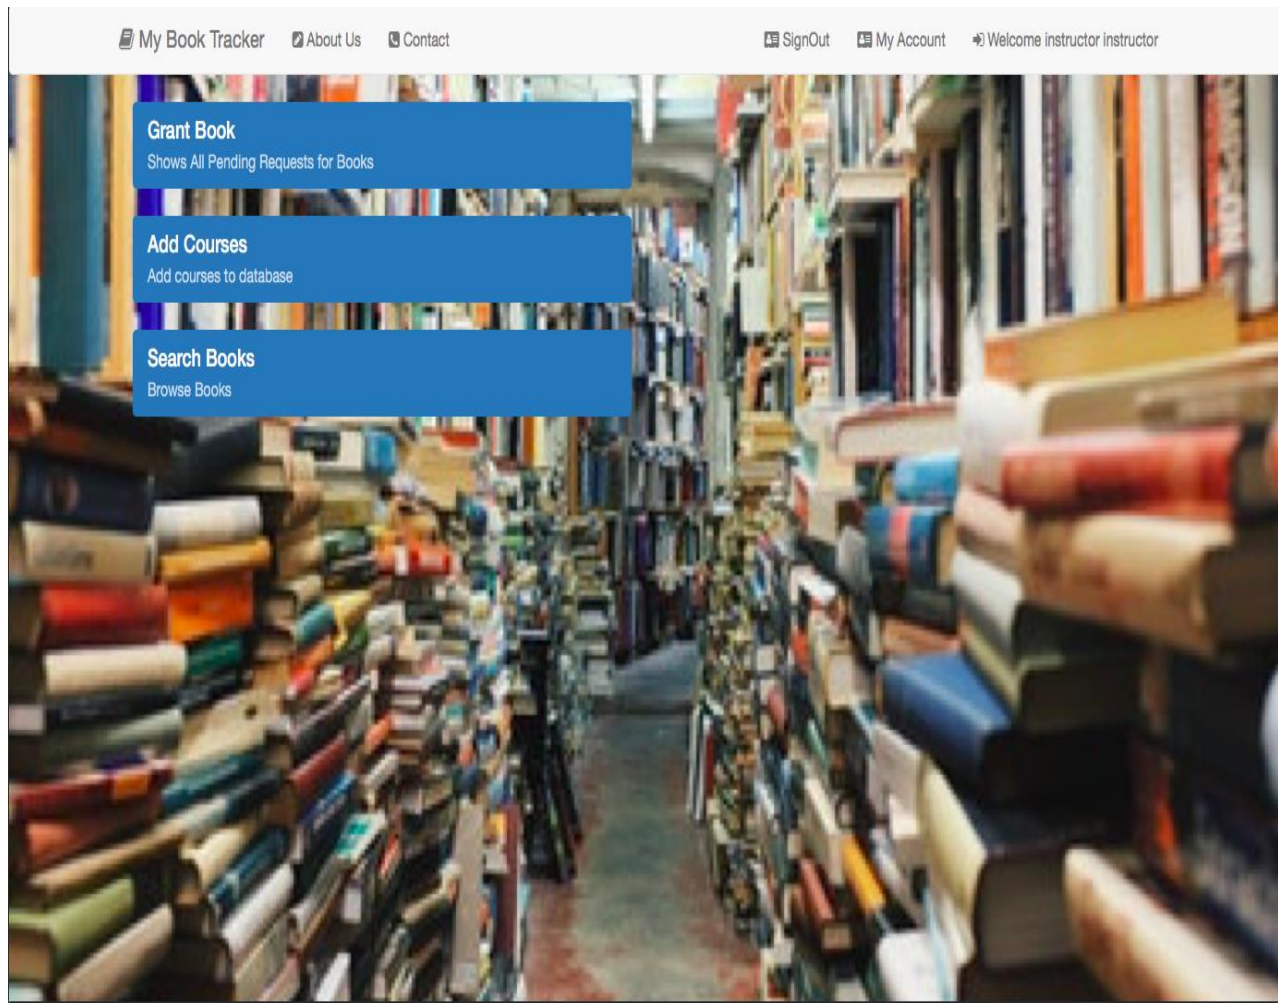 My Book Tracker About Us Contact SignOut My Account Welcome instructor instructor
Grant Book
Shows All Pending Requests for Books
Add Courses
Add courses to database
Search Books
Browse Books